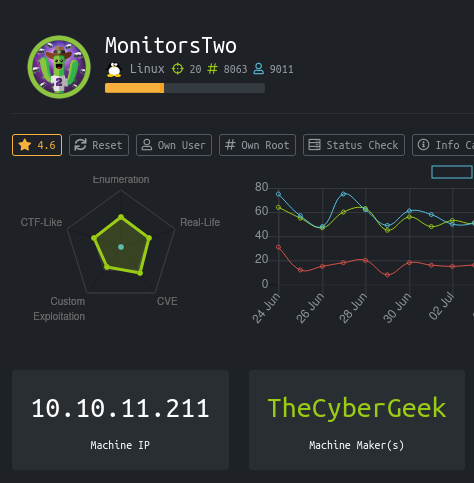 MonitorsTwo
Linux 20 # 8063 9011
4.6 Reset Own User # Own Root Status Check Info Ca
Enumeration
CTF-Like
Real-Life
Custom
Exploitation
CVE
80
60
40
20
0
24 Jun 26 Jun 28 Jun 30 Jun 02 Jul
10.10.11.211
Machine IP
TheCyberGeek
Machine Maker(s)